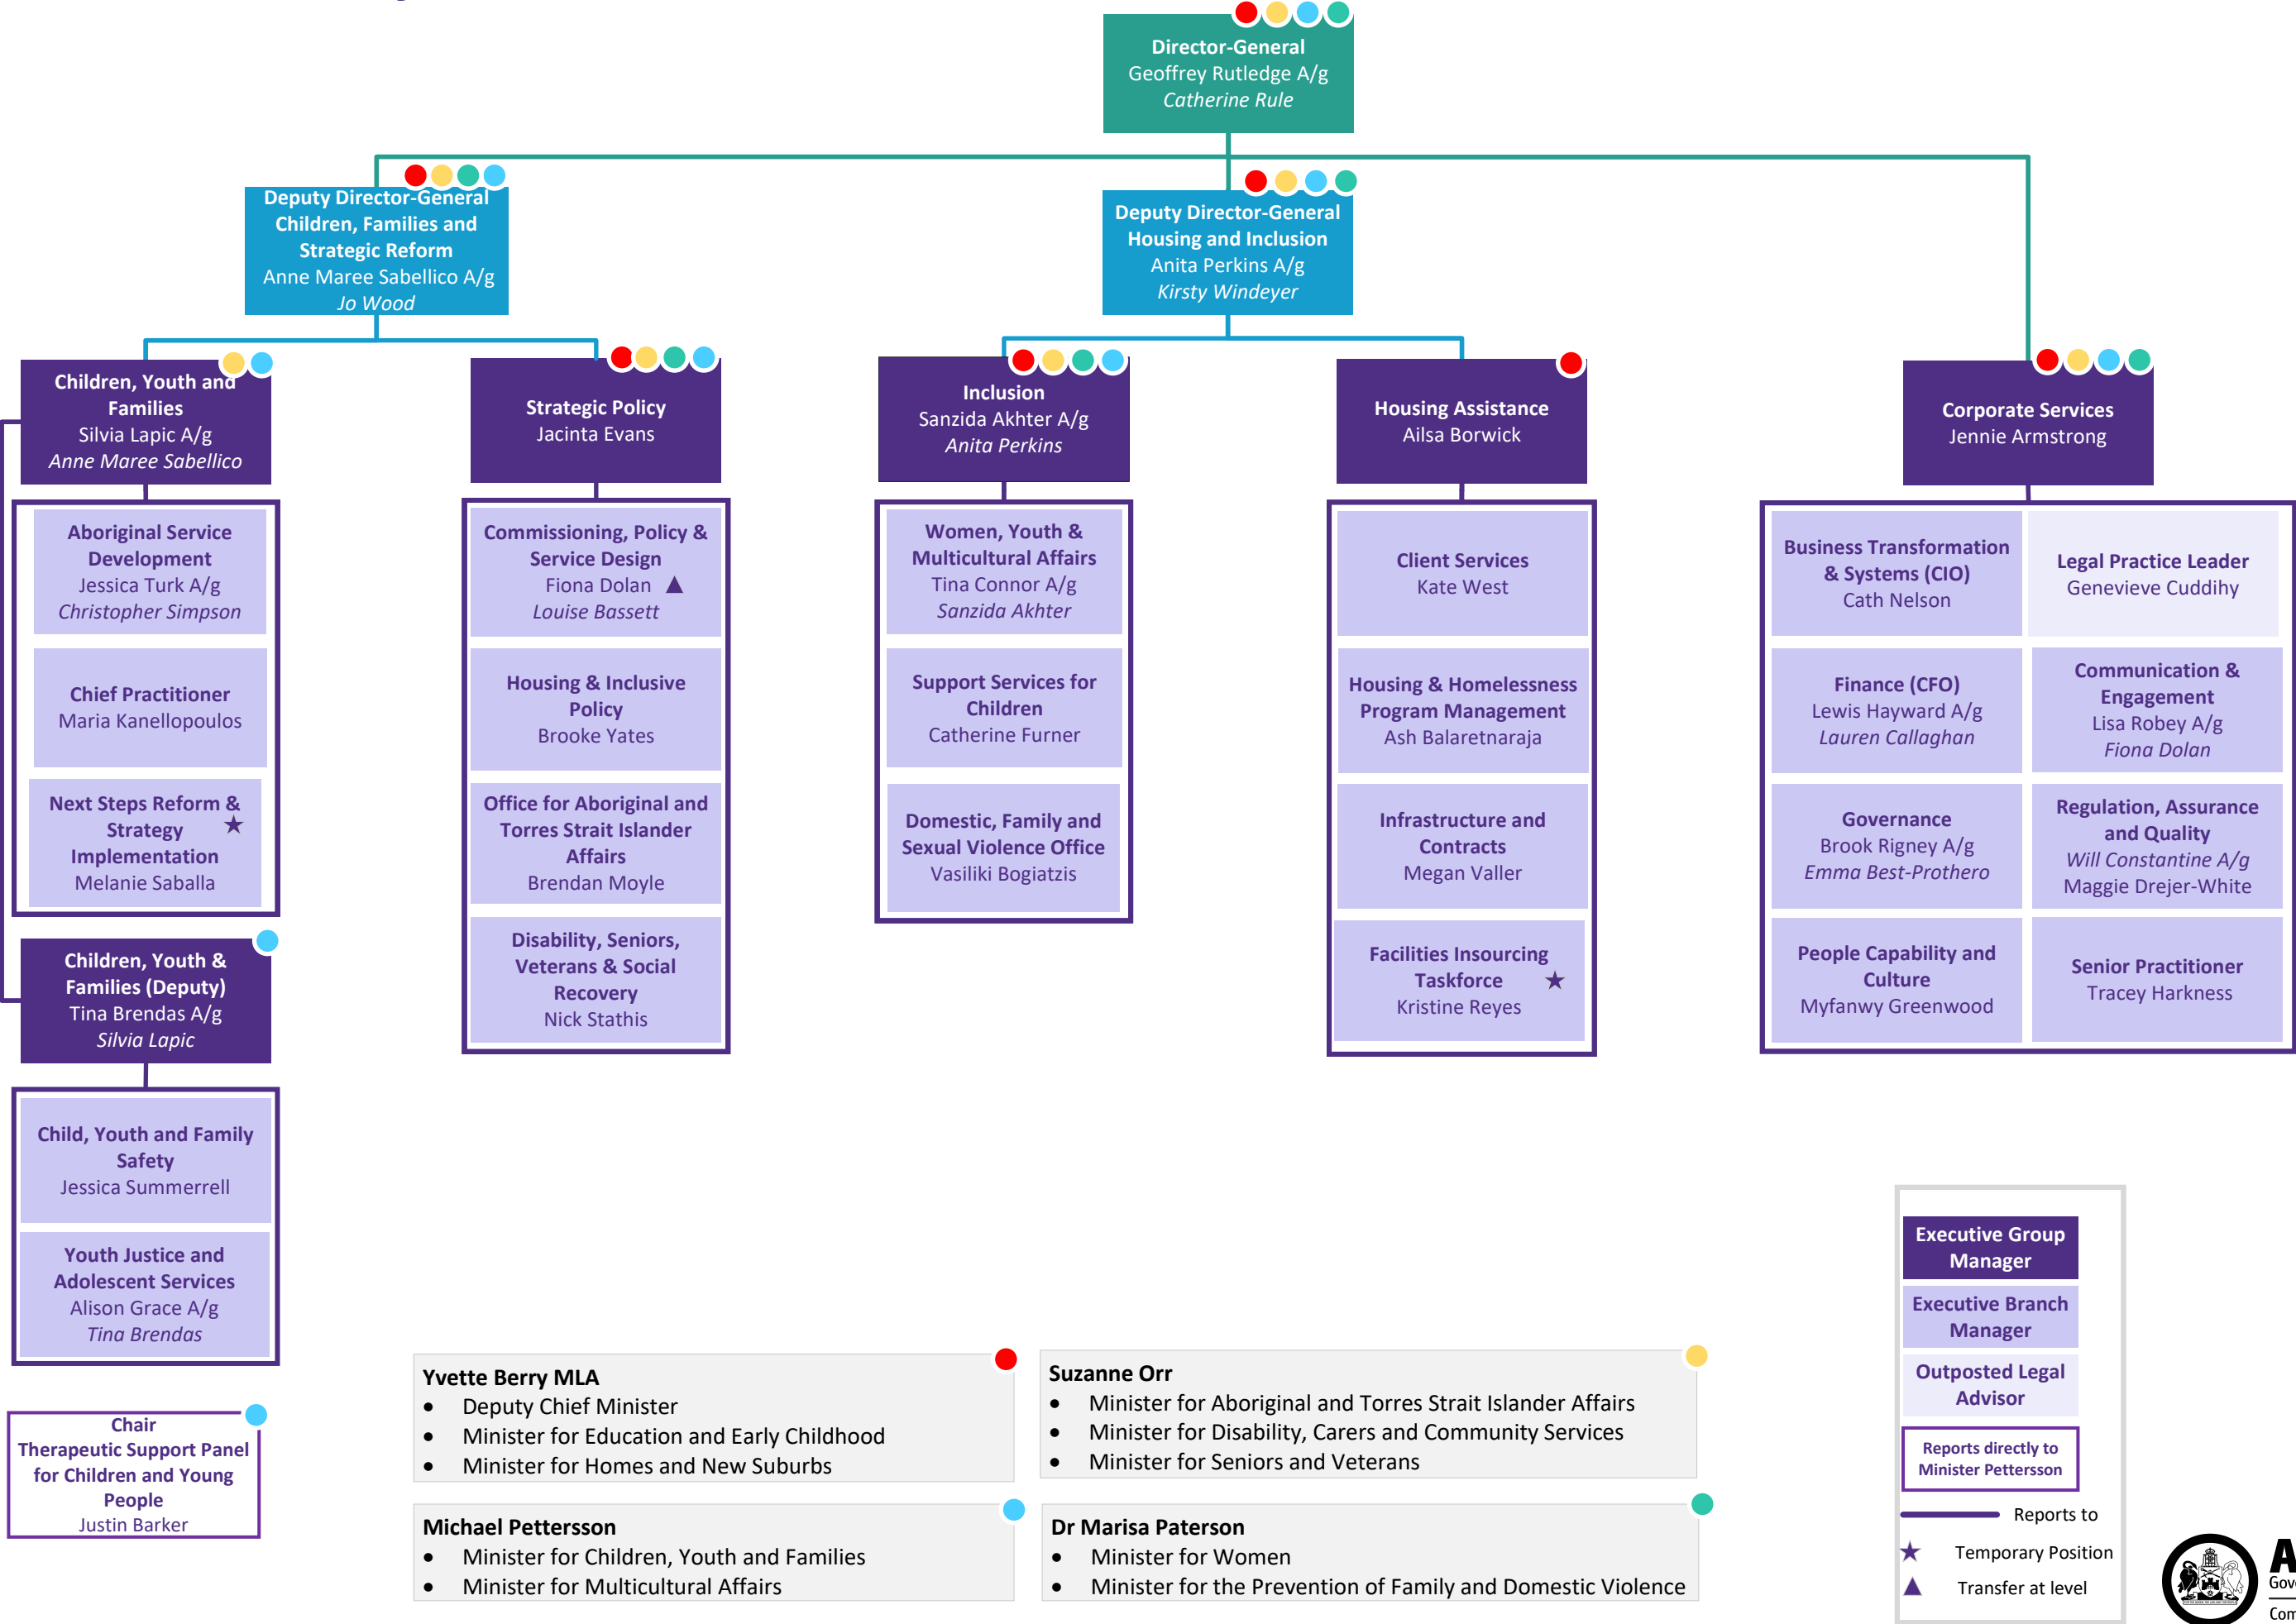 Director-General
Geoffrey Rutledge A/g
Catherine Rule
Deputy Director-General
Children, Families and
Strategic Reform
Anne Maree Sabellico A/g
Jo Wood
Deputy Director-General
Housing and Inclusion
Anita Perkins A/g
Kirsty Windeyer
Children, Youth and
Families
Silvia Lapic A/g
Anne Maree Sabellico
Strategic Policy
Jacinta Evans
Inclusion
Sanzida Akhter A/g
Anita Perkins
Housing Assistance
Ailsa Borwick
Corporate Services
Jennie Armstrong
Aboriginal Service
Development
Jessica Turk A/g
Christopher Simpson
Chief Practitioner
Maria Kanellopoulos
Next Steps Reform &
Strategy
Implementation
Melanie Saballa
Children, Youth &
Families (Deputy)
Tina Brendas A/g
Silvia Lapic
Child, Youth and Family
Safety
Jessica Summerrell
Youth Justice and
Adolescent Services
Alison Grace A/g
Tina Brendas
Chair
Therapeutic Support Panel
for Children and Young
People
Justin Barker
Commissioning, Policy &
Service Design
Fiona Dolan
Louise Bassett
Housing & Inclusive
Policy
Brooke Yates
Office for Aboriginal and
Torres Strait Islander
Affairs
Brendan Moyle
Disability, Seniors,
Veterans & Social
Recovery
Nick Stathis
Women, Youth &
Multicultural Affairs
Tina Connor A/g
Sanzida Akhter
Support Services for
Children
Catherine Furner
Domestic, Family and
Sexual Violence Office
Vasiliki Bogiatzis
Client Services
Kate West
Housing & Homelessness
Program Management
Ash Balaretnaraja
Infrastructure and
Contracts
Megan Valler
Facilities Insourcing
Taskforce
Kristine Reyes
Business Transformation
& Systems (CIO)
Cath Nelson
Legal Practice Leader
Genevieve Cuddihy
Finance (CFO)
Lewis Hayward A/g
Lauren Callaghan
Communication &
Engagement
Lisa Robey A/g
Fiona Dolan
Governance
Brook Rigney A/g
Emma Best-Prothero
Regulation, Assurance
and Quality
Will Constantine A/g
Maggie Drejer-White
People Capability and
Culture
Myfanwy Greenwood
Senior Practitioner
Tracey Harkness
Yvette Berry MLA
• Deputy Chief Minister
• Minister for Education and Early Childhood
• Minister for Homes and New Suburbs
Suzanne Orr
• Minister for Aboriginal and Torres Strait Islander Affairs
• Minister for Disability, Carers and Community Services
• Minister for Seniors and Veterans
Michael Pettersson
• Minister for Children, Youth and Families
• Minister for Multicultural Affairs
Dr Marisa Paterson
• Minister for Women
• Minister for the Prevention of Family and Domestic Violence
Executive Group
Manager
Executive Branch
Manager
Outposted Legal
Advisor
Reports directly to
Minister Pettersson
Reports to
Temporary Position
Transfer at level